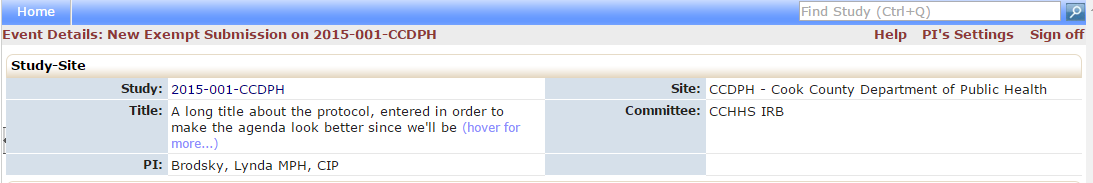 Home Find Study (Ctrl+Q)
Event Details: New Exempt Submission on 2015-001-CCDPH Help PI's Settings Sign off
Study-Site
Study: 2015-001-CCDPH Site: CCDPH - Cook County Department of Public Health
Title: A long title about the protocol, entered in order to Committee: CCHHS IRB
make the agenda look better since we'll be (hover for
more...)
PI: Brodsky, Lynda MPH, CIP